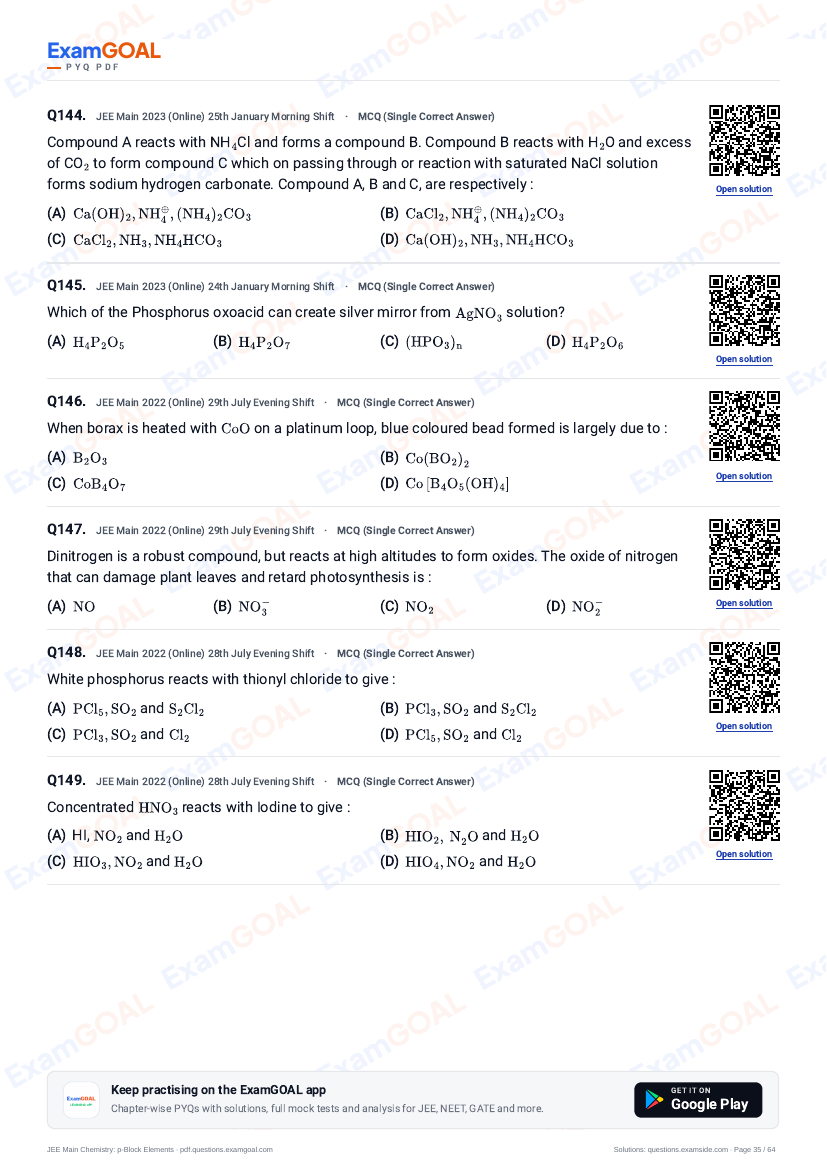 ExamGOAL
PYQ PDF
Q144. JEE Main 2023 (Online) 25th January Morning Shift · MCQ (Single Correct Answer)
Compound A reacts with NH₄Cl and forms a compound B. Compound B reacts with H₂O and excess
of CO₂ to form compound C which on passing through or reaction with saturated NaCl solution
forms sodium hydrogen carbonate. Compound A, B and C, are respectively :
(A) Ca(OH)₂, NH₄^⊕, (NH₄)₂CO₃ (B) CaCl₂, NH₄^⊕, (NH₄)₂CO₃
(C) CaCl₂, NH₃, NH₄HCO₃ (D) Ca(OH)₂, NH₃, NH₄HCO₃
Open solution
Q145. JEE Main 2023 (Online) 24th January Morning Shift · MCQ (Single Correct Answer)
Which of the Phosphorus oxoacid can create silver mirror from AgNO₃ solution?
(A) H₄P₂O₅ (B) H₄P₂O₇ (C) (HPO₃)ₙ (D) H₄P₂O₆
Open solution
Q146. JEE Main 2022 (Online) 29th July Evening Shift · MCQ (Single Correct Answer)
When borax is heated with CoO on a platinum loop, blue coloured bead formed is largely due to :
(A) B₂O₃ (B) Co(BO₂)₂
(C) CoB₄O₇ (D) Co [B₄O₅(OH)₄]
Open solution
Q147. JEE Main 2022 (Online) 29th July Evening Shift · MCQ (Single Correct Answer)
Dinitrogen is a robust compound, but reacts at high altitudes to form oxides. The oxide of nitrogen
that can damage plant leaves and retard photosynthesis is :
(A) NO (B) NO₃⁻ (C) NO₂ (D) NO₂⁻
Open solution
Q148. JEE Main 2022 (Online) 28th July Evening Shift · MCQ (Single Correct Answer)
White phosphorus reacts with thionyl chloride to give :
(A) PCl₅, SO₂ and S₂Cl₂ (B) PCl₃, SO₂ and S₂Cl₂
(C) PCl₃, SO₂ and Cl₂ (D) PCl₅, SO₂ and Cl₂
Open solution
Q149. JEE Main 2022 (Online) 28th July Evening Shift · MCQ (Single Correct Answer)
Concentrated HNO₃ reacts with Iodine to give :
(A) HI, NO₂ and H₂O (B) HIO₂, N₂O and H₂O
(C) HIO₃, NO₂ and H₂O (D) HIO₄, NO₂ and H₂O
Open solution
Keep practising on the ExamGOAL app
Chapter-wise PYQs with solutions, full mock tests and analysis for JEE, NEET, GATE and more.
GET IT ON
Google Play
JEE Main Chemistry: p-Block Elements · pdf.questions.examgoal.com Solutions: questions.examside.com · Page 35 / 64